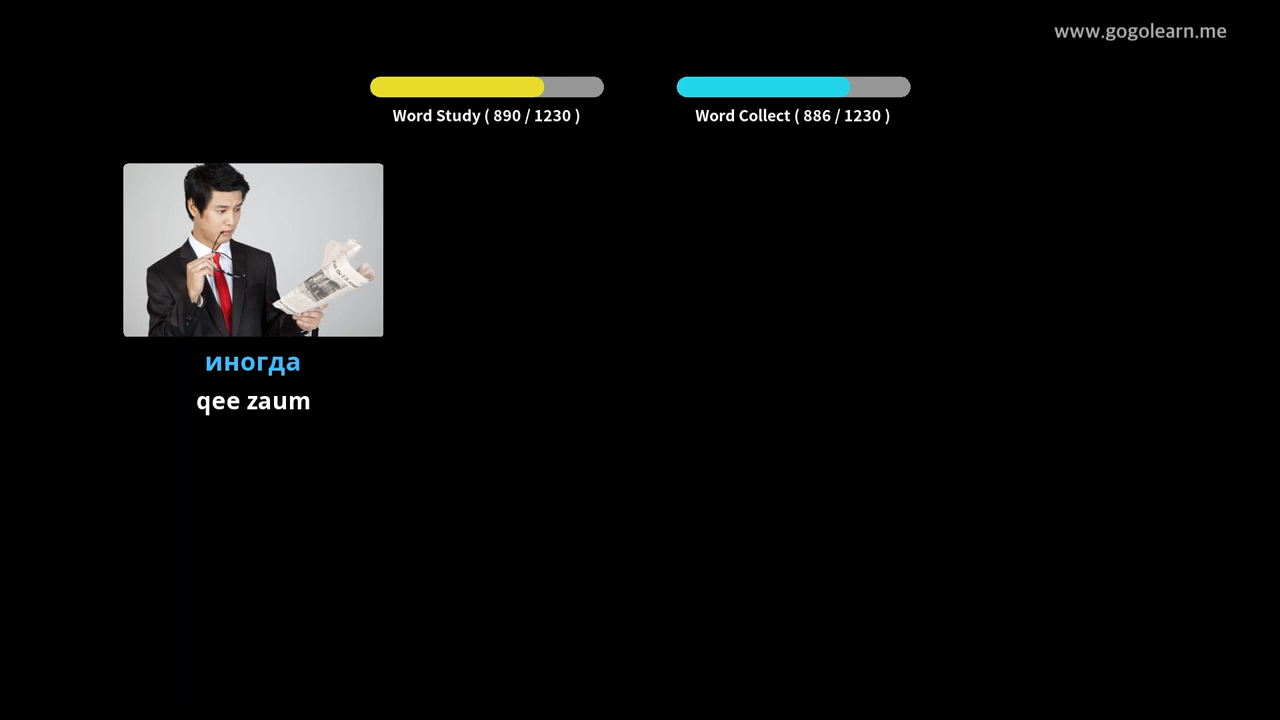 www.gogolearn.me
Word Study ( 890 / 1230 )
Word Collect ( 886 / 1230 )
иногда
qee zaum